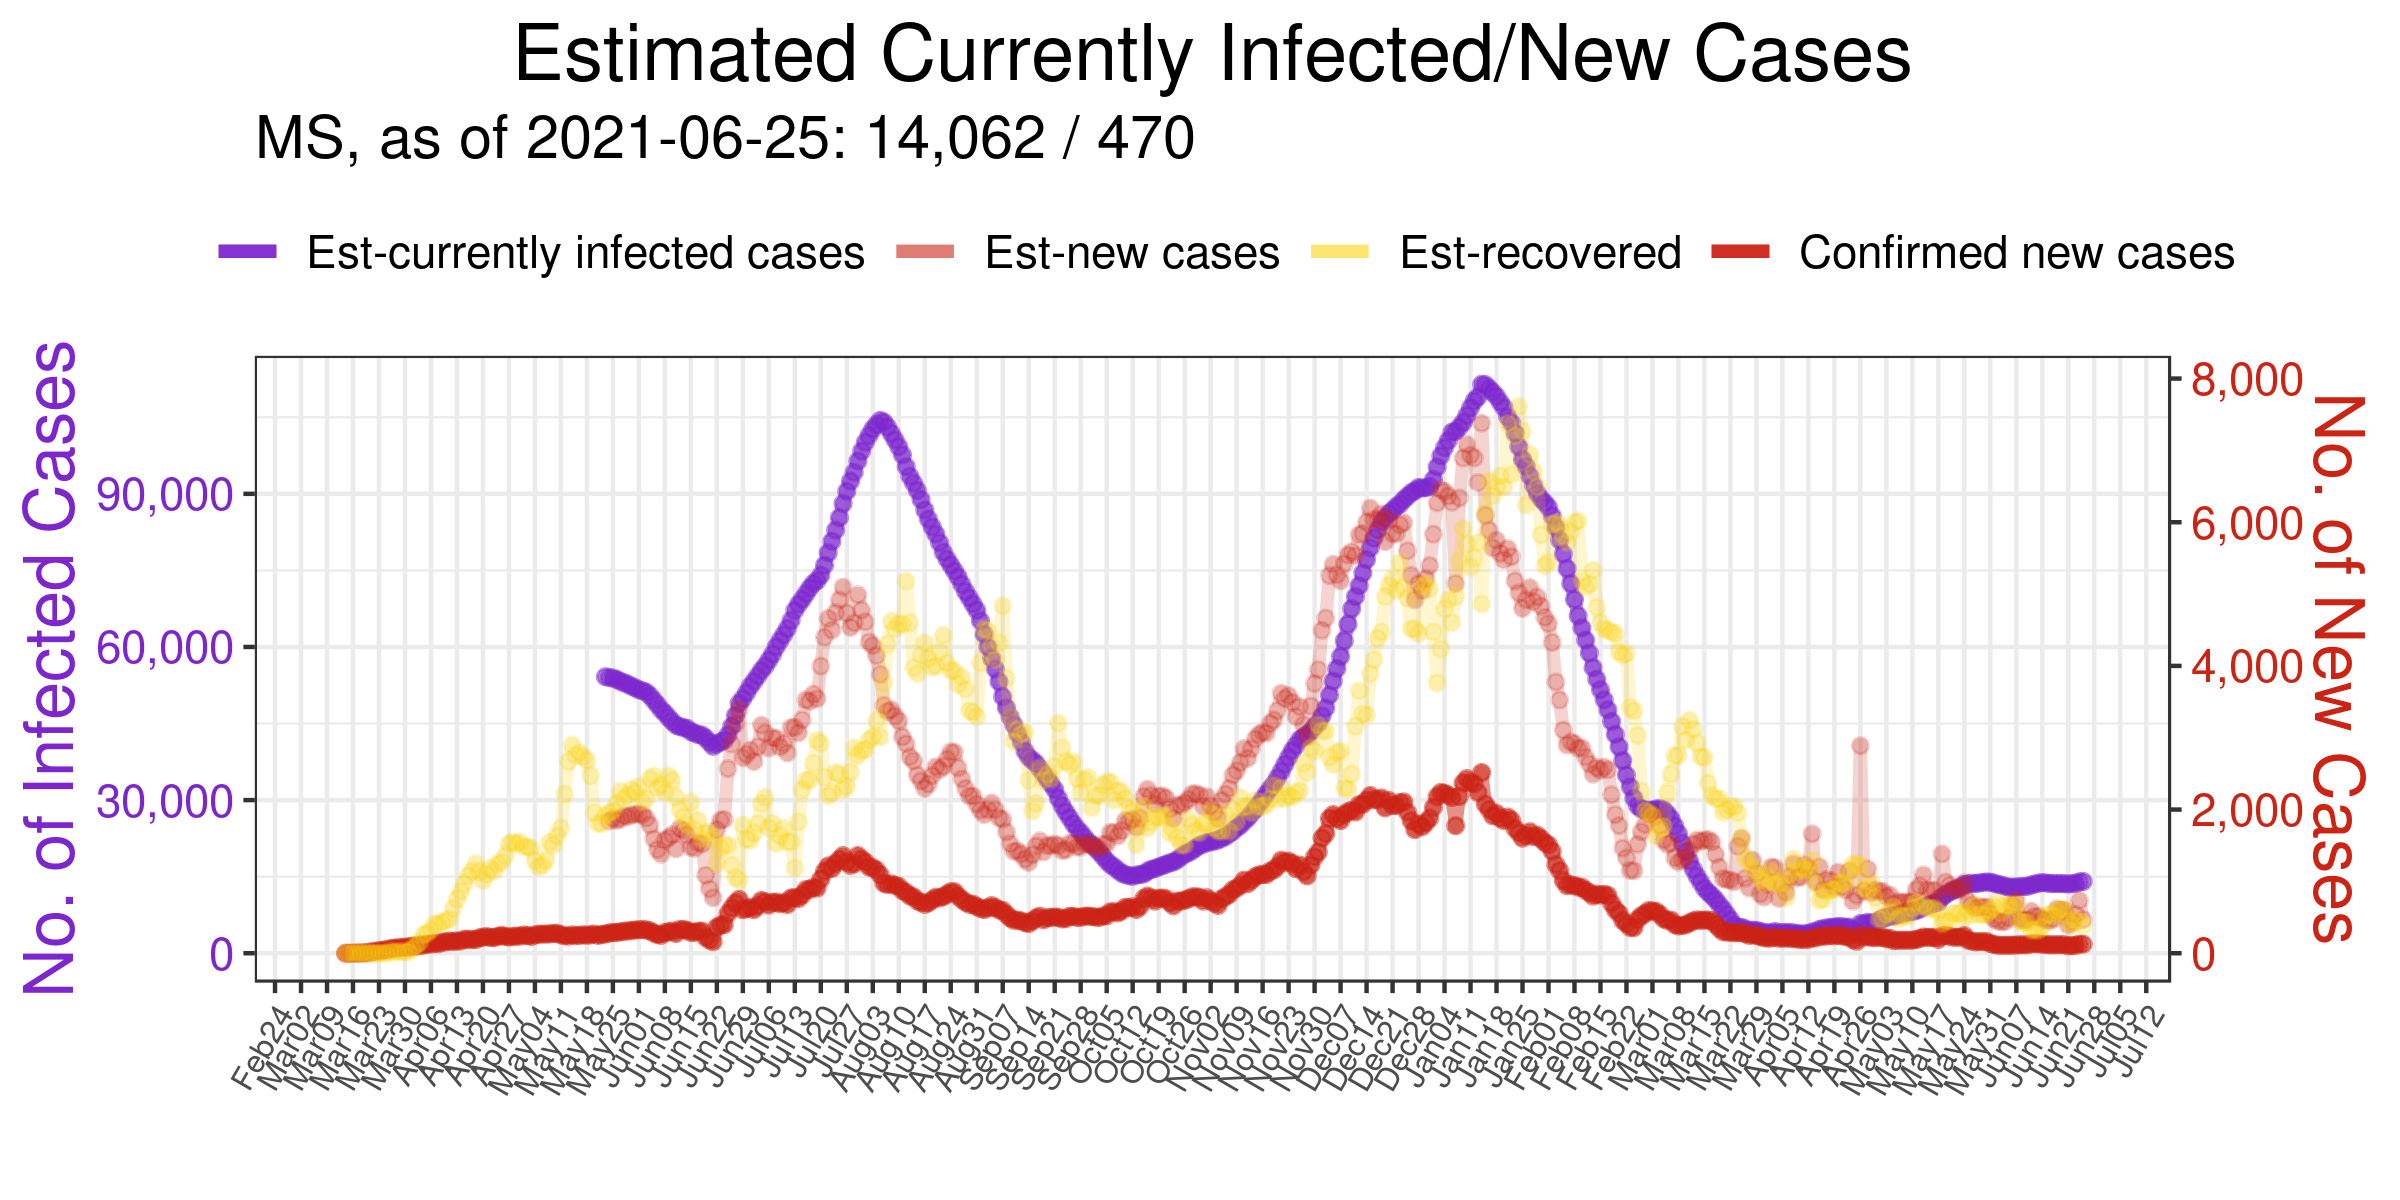 Estimated Currently Infected/New Cases
MS, as of 2021-06-25: 14,062 / 470
Est-currently infected cases Est-new cases Est-recovered Confirmed new cases
No. of Infected Cases
90,000
60,000
30,000
0
8,000
6,000
4,000
2,000
0
No. of New Cases
Feb24
Mar02
Mar09
Mar16
Mar23
Mar30
Apr06
Apr13
Apr20
Apr27
May04
May11
May18
May25
Jun01
Jun08
Jun15
Jun22
Jun29
Jul06
Jul13
Jul20
Jul27
Aug03
Aug10
Aug17
Aug24
Aug31
Sep07
Sep14
Sep21
Sep28
Oct05
Oct12
Oct19
Oct26
Nov02
Nov09
Nov16
Nov23
Nov30
Dec07
Dec14
Dec21
Dec28
Jan04
Jan11
Jan18
Jan25
Feb01
Feb08
Feb15
Feb22
Mar01
Mar08
Mar15
Mar22
Mar29
Apr05
Apr12
Apr19
Apr26
May03
May10
May17
May24
May31
Jun07
Jun14
Jun21
Jun28
Jul05
Jul12